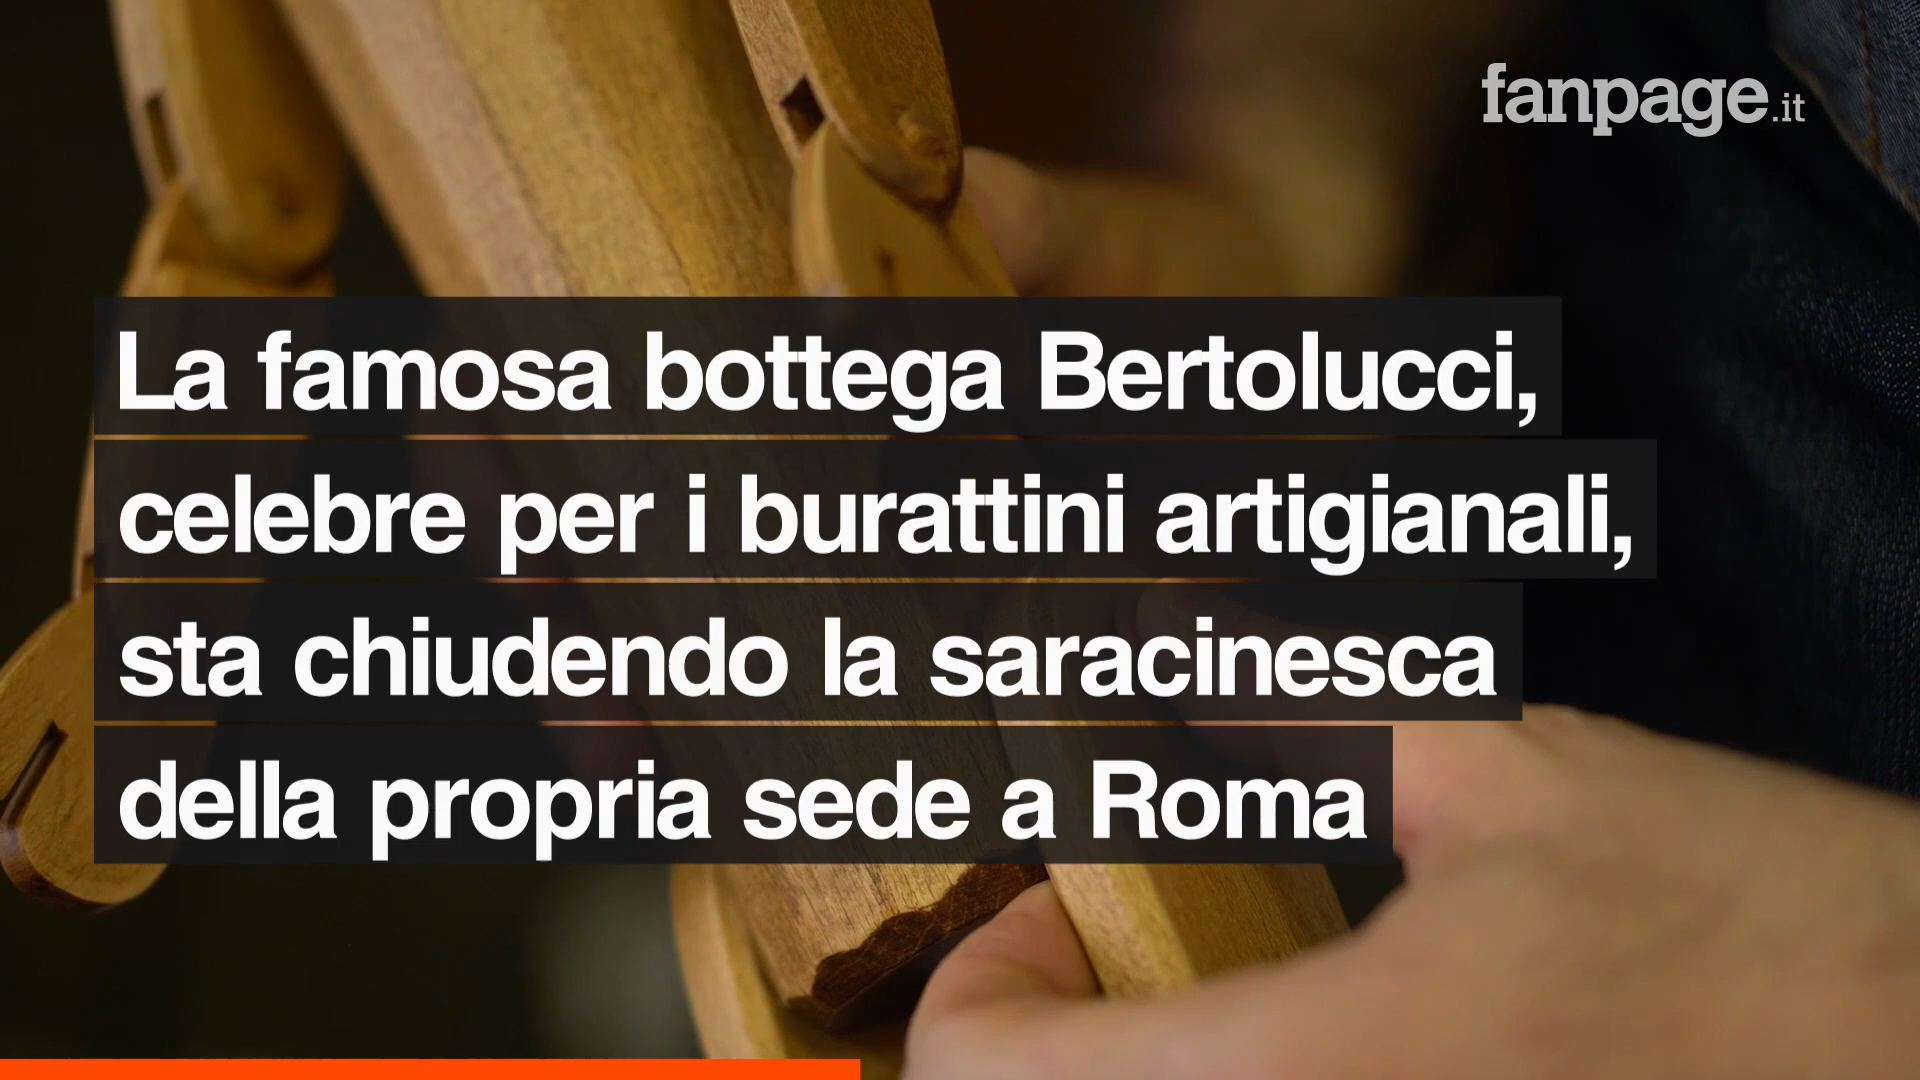 fanpage.it
La famosa bottega Bertolucci,
celebre per i burattini artigianali,
sta chiudendo la saracinesca
della propria sede a Roma